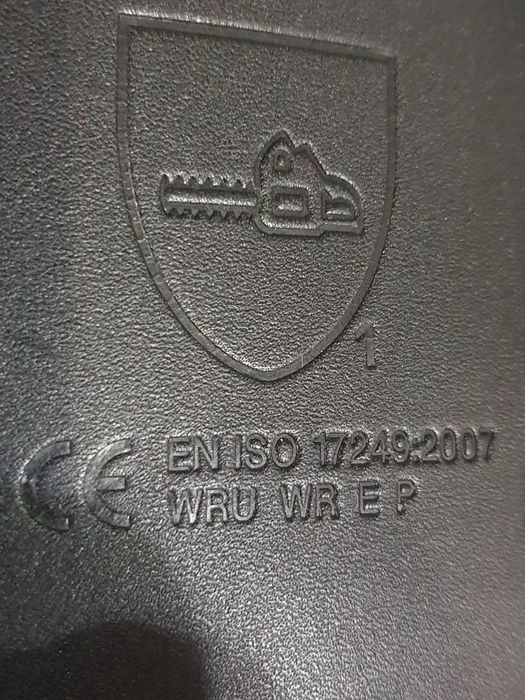 1
CE EN ISO 17249:2007
WRU WR E P